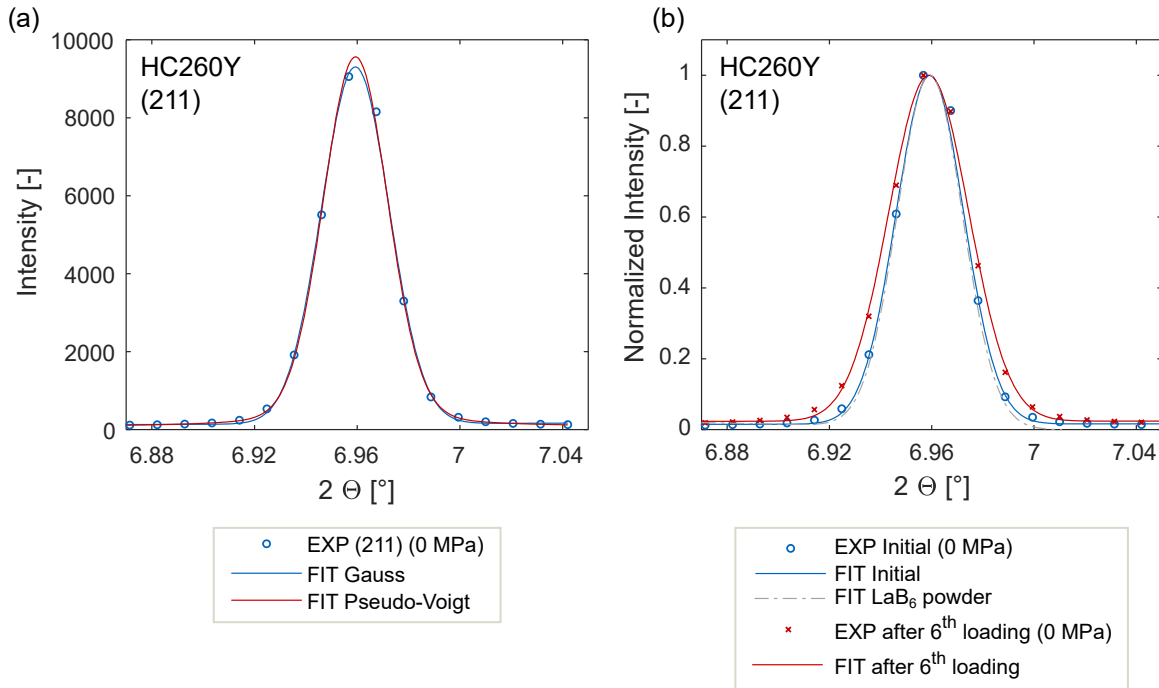 (a)
HC260Y
(211)
Intensity [-]
10000
8000
6000
4000
2000
0
6.88
6.92
6.96
7
7.04
2 Θ [°]
EXP (211) (0 MPa)
FIT Gauss
FIT Pseudo-Voigt
(b)
HC260Y
(211)
Normalized Intensity [-]
1
0.8
0.6
0.4
0.2
0
6.88
6.92
6.96
7
7.04
2 Θ [°]
EXP Initial (0 MPa)
FIT Initial
FIT LaB₆ powder
EXP after 6ᵗʰ loading (0 MPa)
FIT after 6ᵗʰ loading